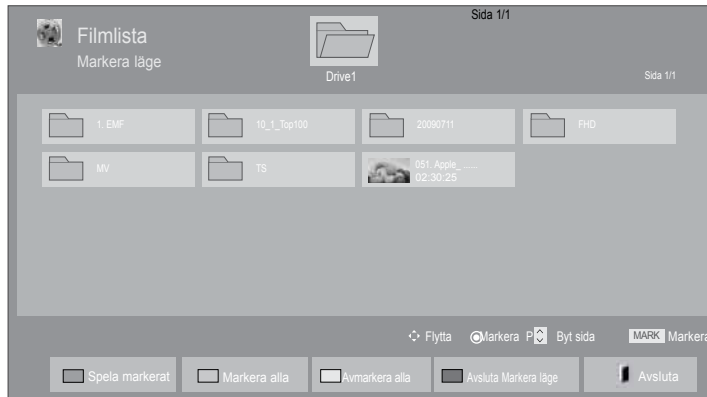 Sida 1/1
Filmlista
Markera läge
Drive1
Sida 1/1
1. EMF
10_1_Top100
20090711
FHD
MV
TS
051. Apple_ ......
02:30:25
Flytta
Markera
P
Byt sida
MARK
Markera
Spela markerat
Markera alla
Avmarkera alla
Avsluta Markera läge
Avsluta